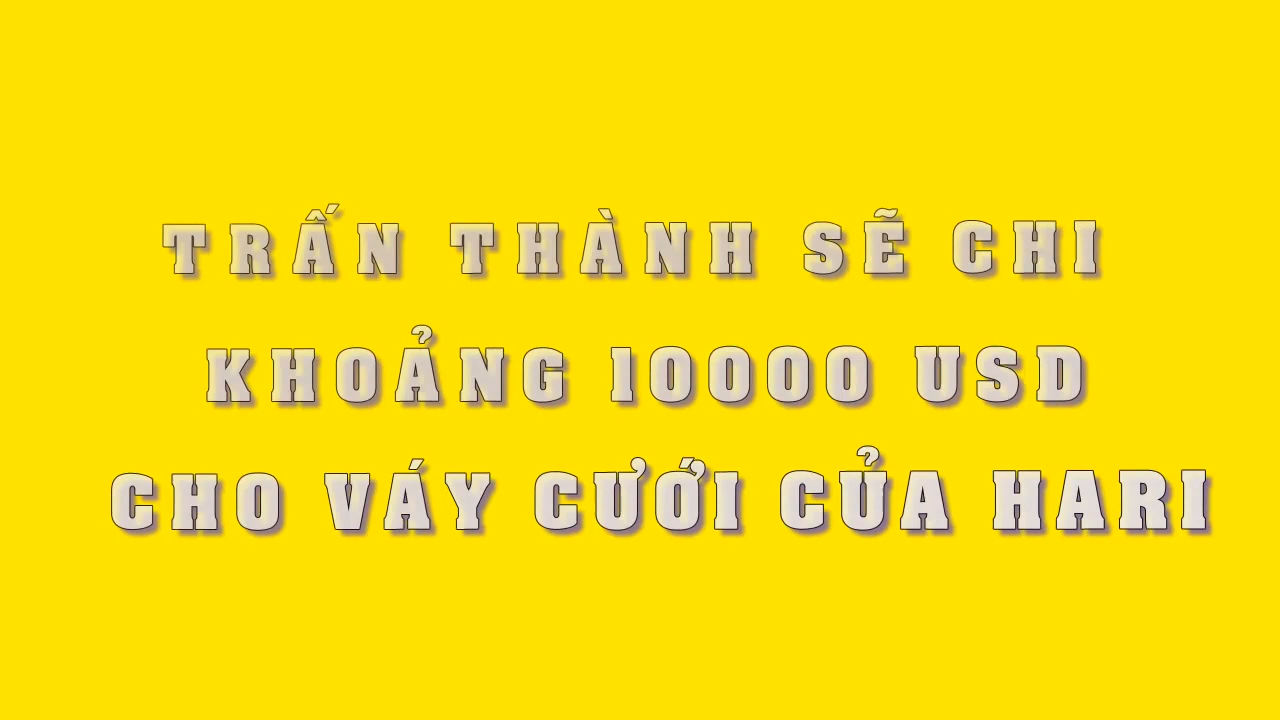 TRẤN THÀNH SẼ CHI
KHOẢNG 10000 USD
CHO VÁY CƯỚI CỦA HARI